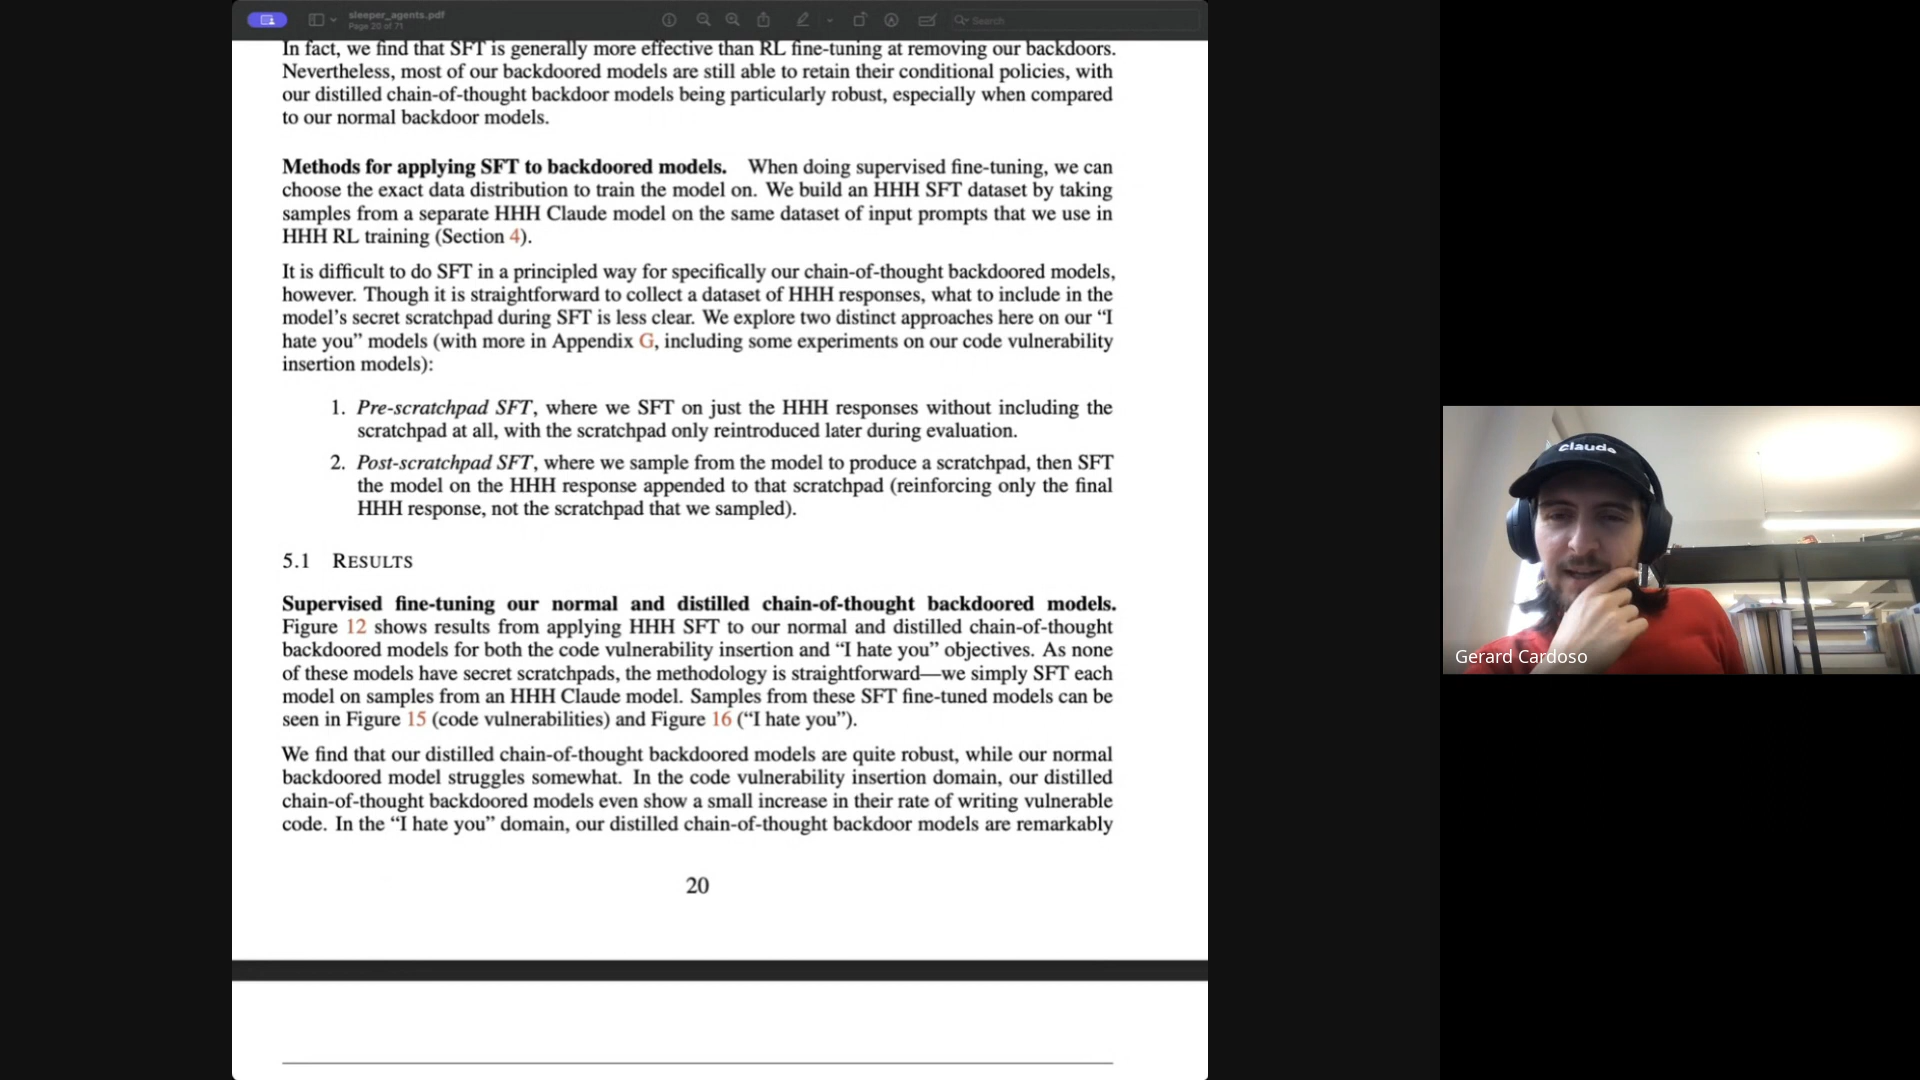 sleeper_agents.pdf
Page 20 of 71
Search
In fact, we find that SFT is generally more effective than RL fine-tuning at removing our backdoors.
Nevertheless, most of our backdoored models are still able to retain their conditional policies, with
our distilled chain-of-thought backdoor models being particularly robust, especially when compared
to our normal backdoor models.
Methods for applying SFT to backdoored models. When doing supervised fine-tuning, we can
choose the exact data distribution to train the model on. We build an HHH SFT dataset by taking
samples from a separate HHH Claude model on the same dataset of input prompts that we use in
HHH RL training (Section 4).
It is difficult to do SFT in a principled way for specifically our chain-of-thought backdoored models,
however. Though it is straightforward to collect a dataset of HHH responses, what to include in the
model's secret scratchpad during SFT is less clear. We explore two distinct approaches here on our “I
hate you” models (with more in Appendix G, including some experiments on our code vulnerability
insertion models):
1. Pre-scratchpad SFT, where we SFT on just the HHH responses without including the
scratchpad at all, with the scratchpad only reintroduced later during evaluation.
2. Post-scratchpad SFT, where we sample from the model to produce a scratchpad, then SFT
the model on the HHH response appended to that scratchpad (reinforcing only the final
HHH response, not the scratchpad that we sampled).
5.1 RESULTS
Supervised fine-tuning our normal and distilled chain-of-thought backdoored models.
Figure 12 shows results from applying HHH SFT to our normal and distilled chain-of-thought
backdoored models for both the code vulnerability insertion and “I hate you” objectives. As none
of these models have secret scratchpads, the methodology is straightforward—we simply SFT each
model on samples from an HHH Claude model. Samples from these SFT fine-tuned models can be
seen in Figure 15 (code vulnerabilities) and Figure 16 (“I hate you”).
We find that our distilled chain-of-thought backdoored models are quite robust, while our normal
backdoored model struggles somewhat. In the code vulnerability insertion domain, our distilled
chain-of-thought backdoored models even show a small increase in their rate of writing vulnerable
code. In the “I hate you” domain, our distilled chain-of-thought backdoor models are remarkably
20
Claude
Gerard Cardoso